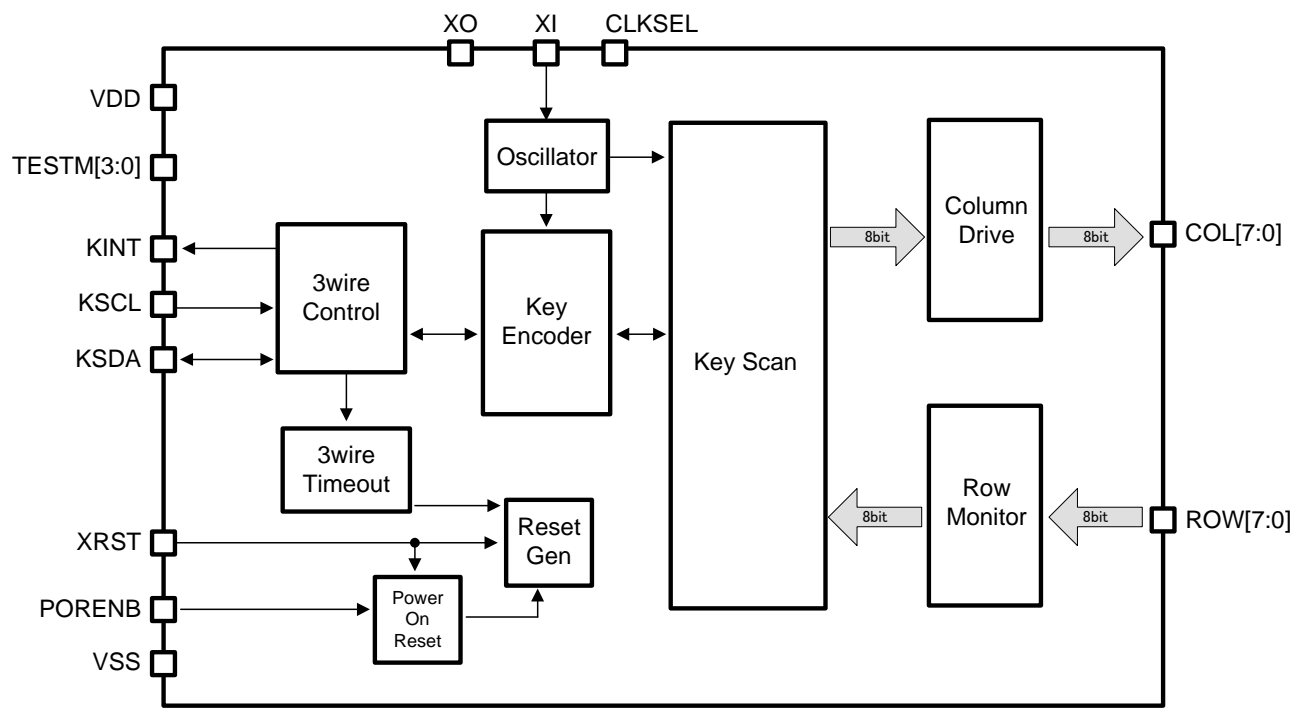 XO XI CLKSEL
VDD
TESTM[3:0]
KINT
KSCL
KSDA
XRST
PORENB
VSS
Oscillator
3wire
Control
Key
Encoder
3wire
Timeout
Reset
Gen
Power
On
Reset
Key Scan
8bit
Column
Drive
8bit
COL[7:0]
8bit
Row
Monitor
8bit
ROW[7:0]